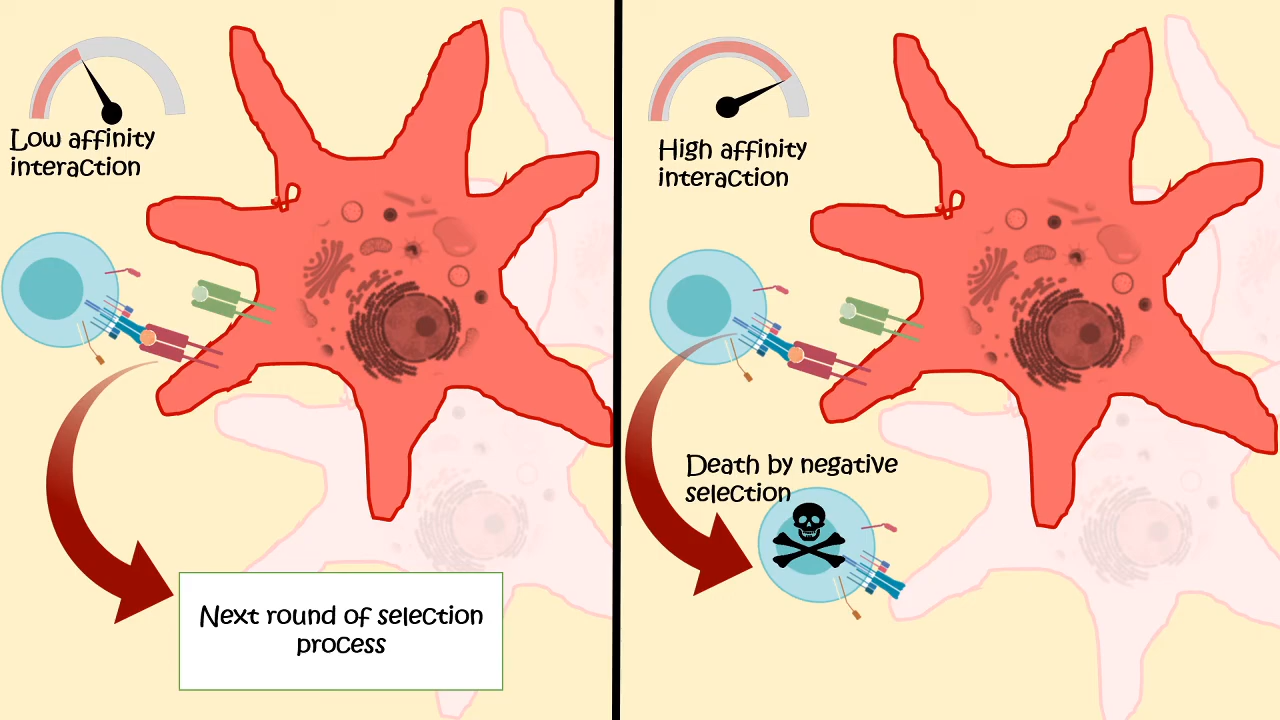 Low affinity
interaction
Next round of selection
process
High affinity
interaction
Death by negative
selection